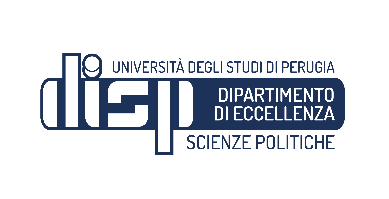 UNIVERSITÀ DEGLI STUDI DI PERUGIA
disp
DIPARTIMENTO
DI ECCELLENZA
SCIENZE POLITICHE